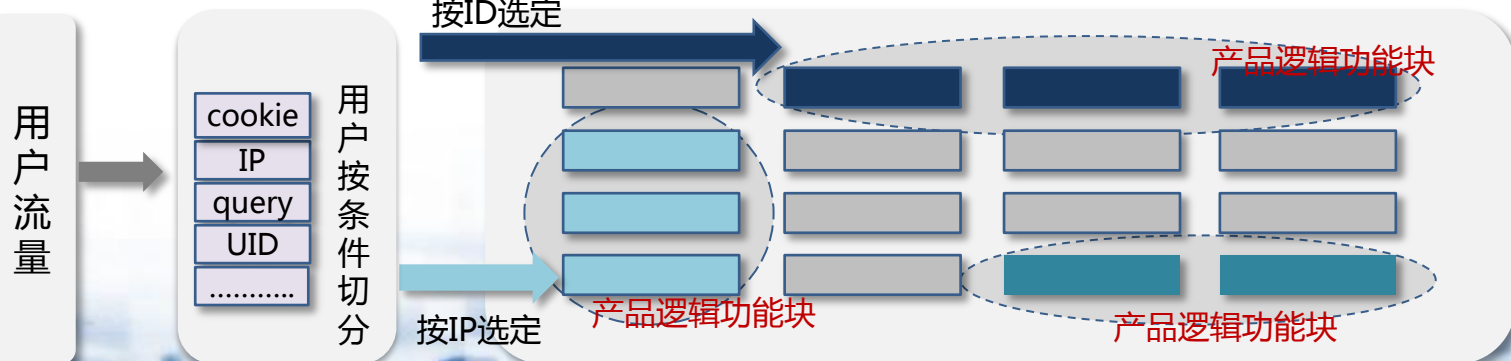 用户流量
cookie
IP
query
UID
………..
用户按条件切分
按ID选定
按IP选定
产品逻辑功能块
产品逻辑功能块
产品逻辑功能块